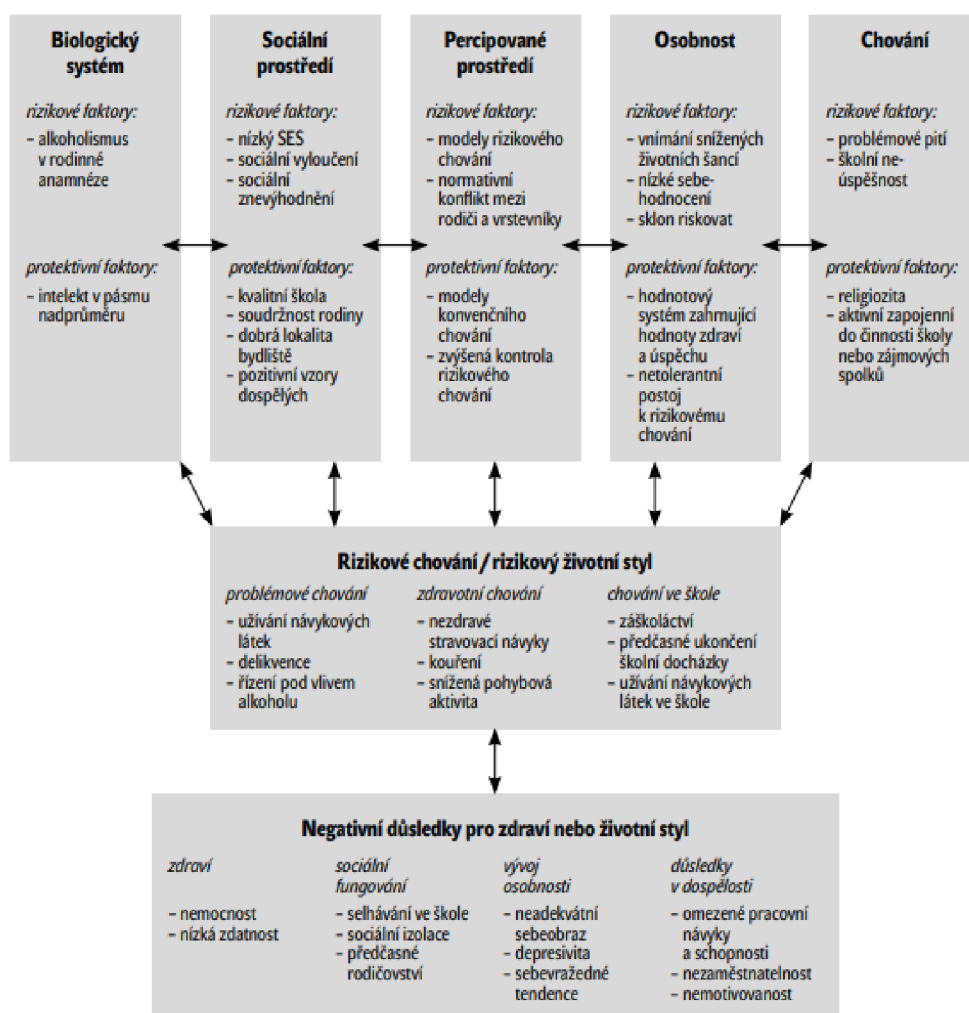 Biologický
systém
rizikové faktory:
– alkoholismus
v rodinné
anamnéze
protektivní faktory:
– intelekt v pásmu
nadprůměru
Sociální
prostředí
rizikové faktory:
– nízký SES
– sociální vyloučení
– sociální
znevýhodnění
protektivní faktory:
– kvalitní škola
– soudržnost rodiny
– dobrá lokalita
bydliště
– pozitivní vzory
dospělých
Percipované
prostředí
rizikové faktory:
– modely rizikového
chování
– normativní
konflikt mezi
rodiči a vrstevníky
protektivní faktory:
– modely
konvenčního
chování
– zvýšená kontrola
rizikového
chování
Osobnost
rizikové faktory:
– vnímání snížených
životních šancí
– nízké sebe-
hodnocení
– sklon riskovat
protektivní faktory:
– hodnotový
systém zahrnující
hodnoty zdraví
a úspěchu
– netolerantní
postoj
k rizikovému
chování
Chování
rizikové faktory:
– problémové pití
– školní ne-
úspěšnost
protektivní faktory:
– religiozita
– aktivní zapojenní
do činnosti školy
nebo zájmových
spolků
Rizikové chování / rizikový životní styl
problémové chování
– užívání návykových
látek
– delikvence
– řízení pod vlivem
alkoholu
zdravotní chování
– nezdravé
stravovací návyky
– kouření
– snížená pohybová
aktivita
chování ve škole
– záškoláctví
– předčasné ukončení
školní docházky
– užívání návykových
látek ve škole
Negativní důsledky pro zdraví nebo životní styl
zdraví
– nemocnost
– nízká zdatnost
sociální
fungování
– selhávání ve škole
– sociální izolace
– předčasné
rodičovství
vývoj
osobnosti
– neadekvátní
sebeobraz
– depresivita
– sebevražedné
tendence
důsledky
v dospělosti
– omezené pracovní
návyky
a schopnosti
– nezaměstnatelnost
– nemotivovanost